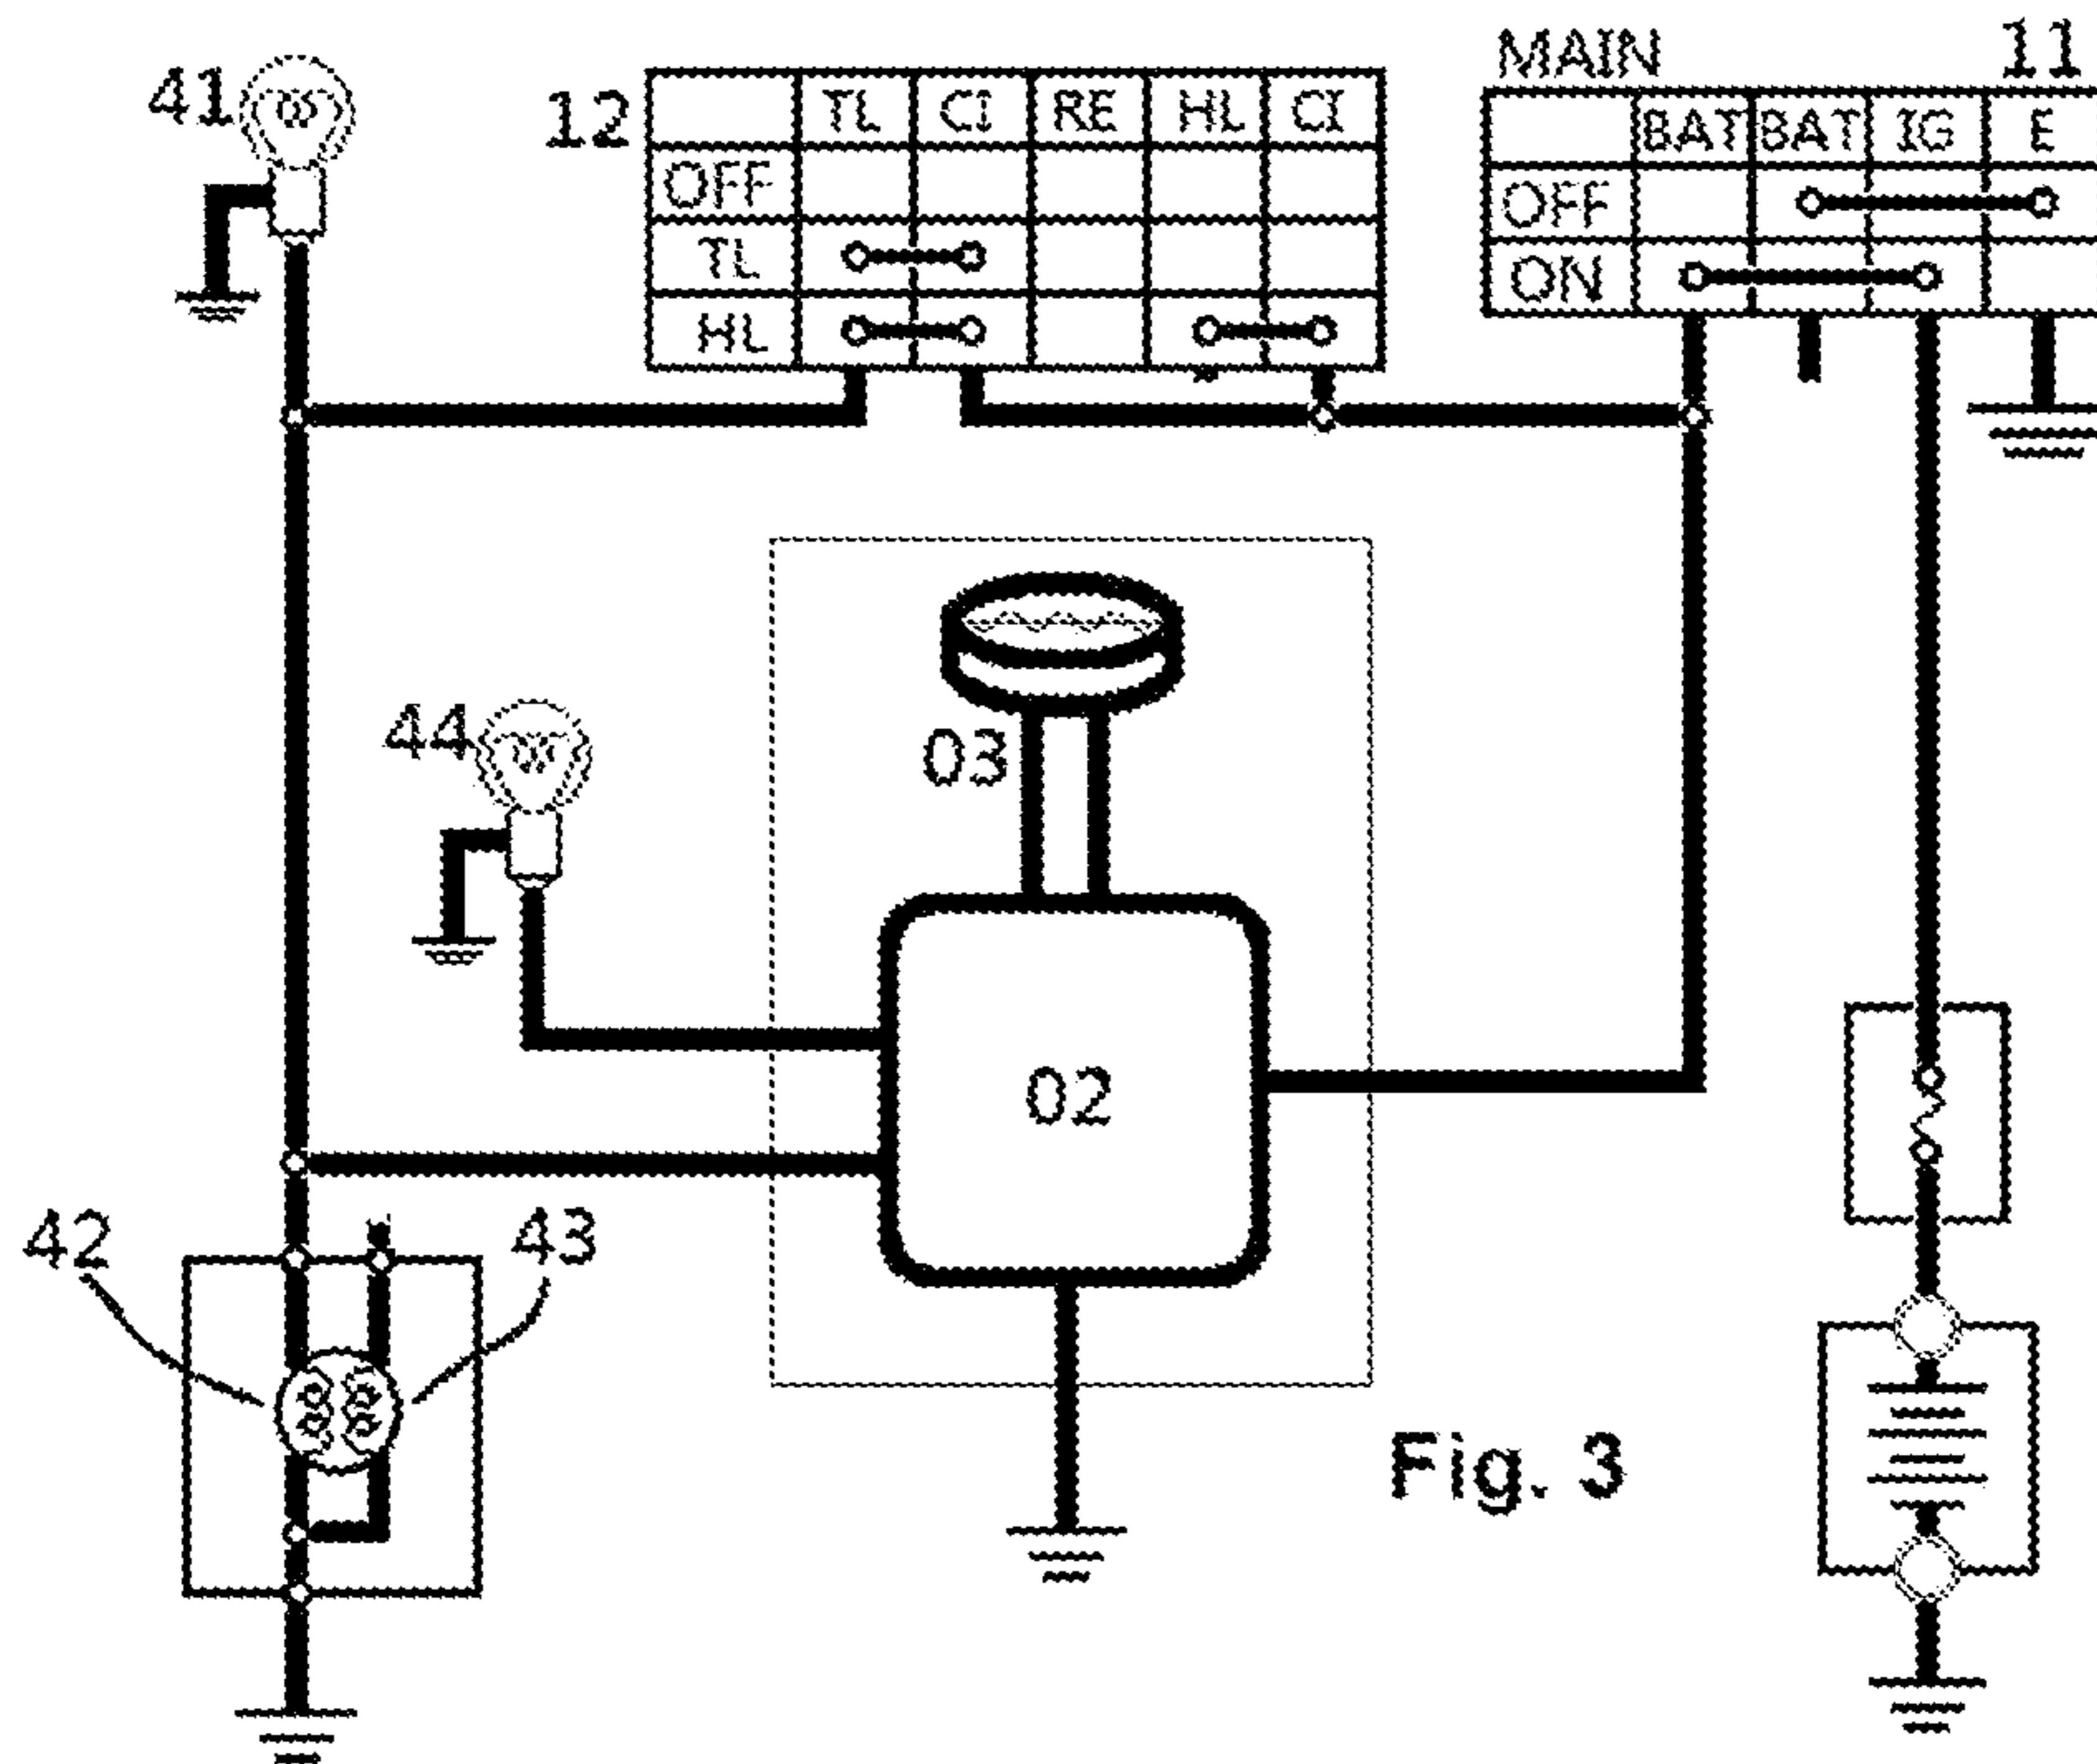 MAIN 11
41
12
TL CI RE HL CI
OFF
TL
HL
BAT BAT IG E
OFF
ON
44
03
02
42
43
Fig. 3